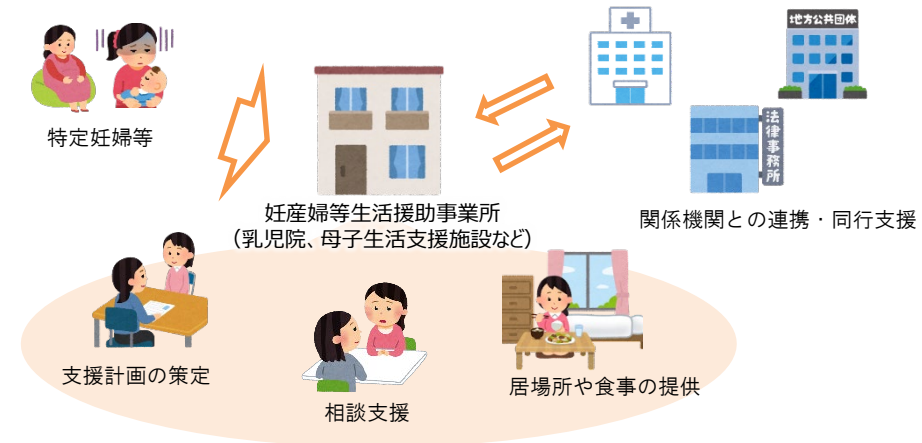 地方公共団体
法律事務所
特定妊婦等
妊産婦等生活援助事業所
（乳児院、母子生活支援施設など）
関係機関との連携・同行支援
支援計画の策定
相談支援
居場所や食事の提供